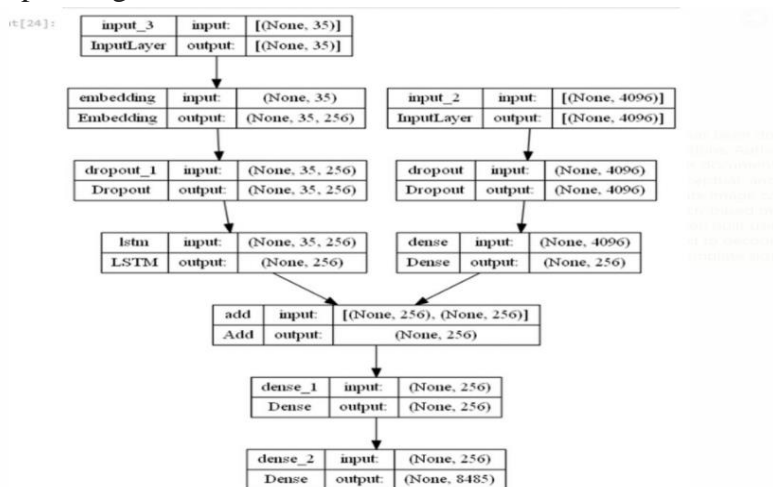 input_3 input: [(None, 35)]
InputLayer output: [(None, 35)]
embedding input: (None, 35)
Embedding output: (None, 35, 256)
input_2 input: [(None, 4096)]
InputLayer output: [(None, 4096)]
dropout_1 input: (None, 35, 256)
Dropout output: (None, 35, 256)
dropout input: (None, 4096)
Dropout output: (None, 4096)
lstm input: (None, 35, 256)
LSTM output: (None, 256)
dense input: (None, 4096)
Dense output: (None, 256)
add input: [(None, 256), (None, 256)]
Add output: (None, 256)
dense_1 input: (None, 256)
Dense output: (None, 256)
dense_2 input: (None, 256)
Dense output: (None, 8485)